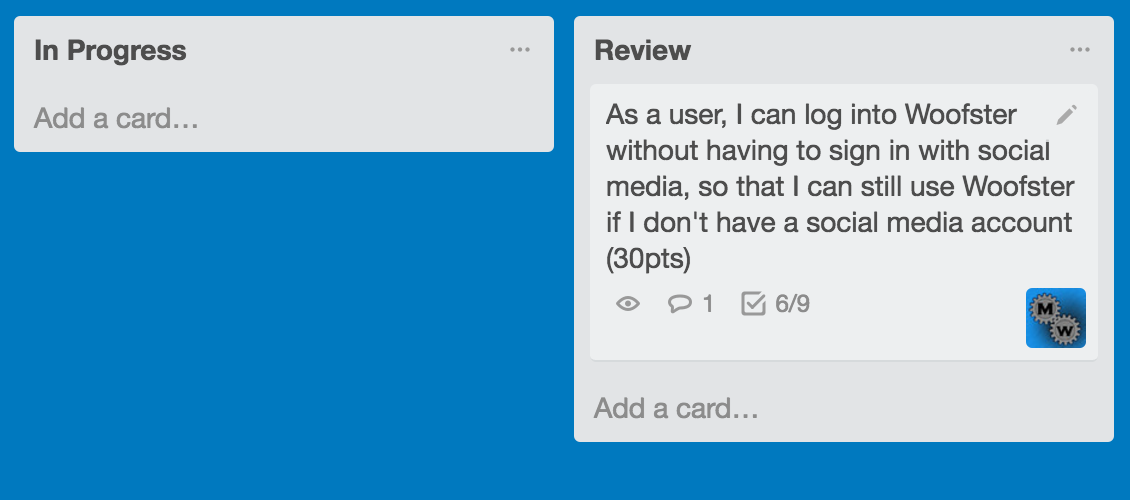 In Progress
Add a card…
Review
As a user, I can log into Woofster
without having to sign in with social
media, so that I can still use Woofster
if I don't have a social media account
(30pts)
1
6/9
M
W
Add a card…